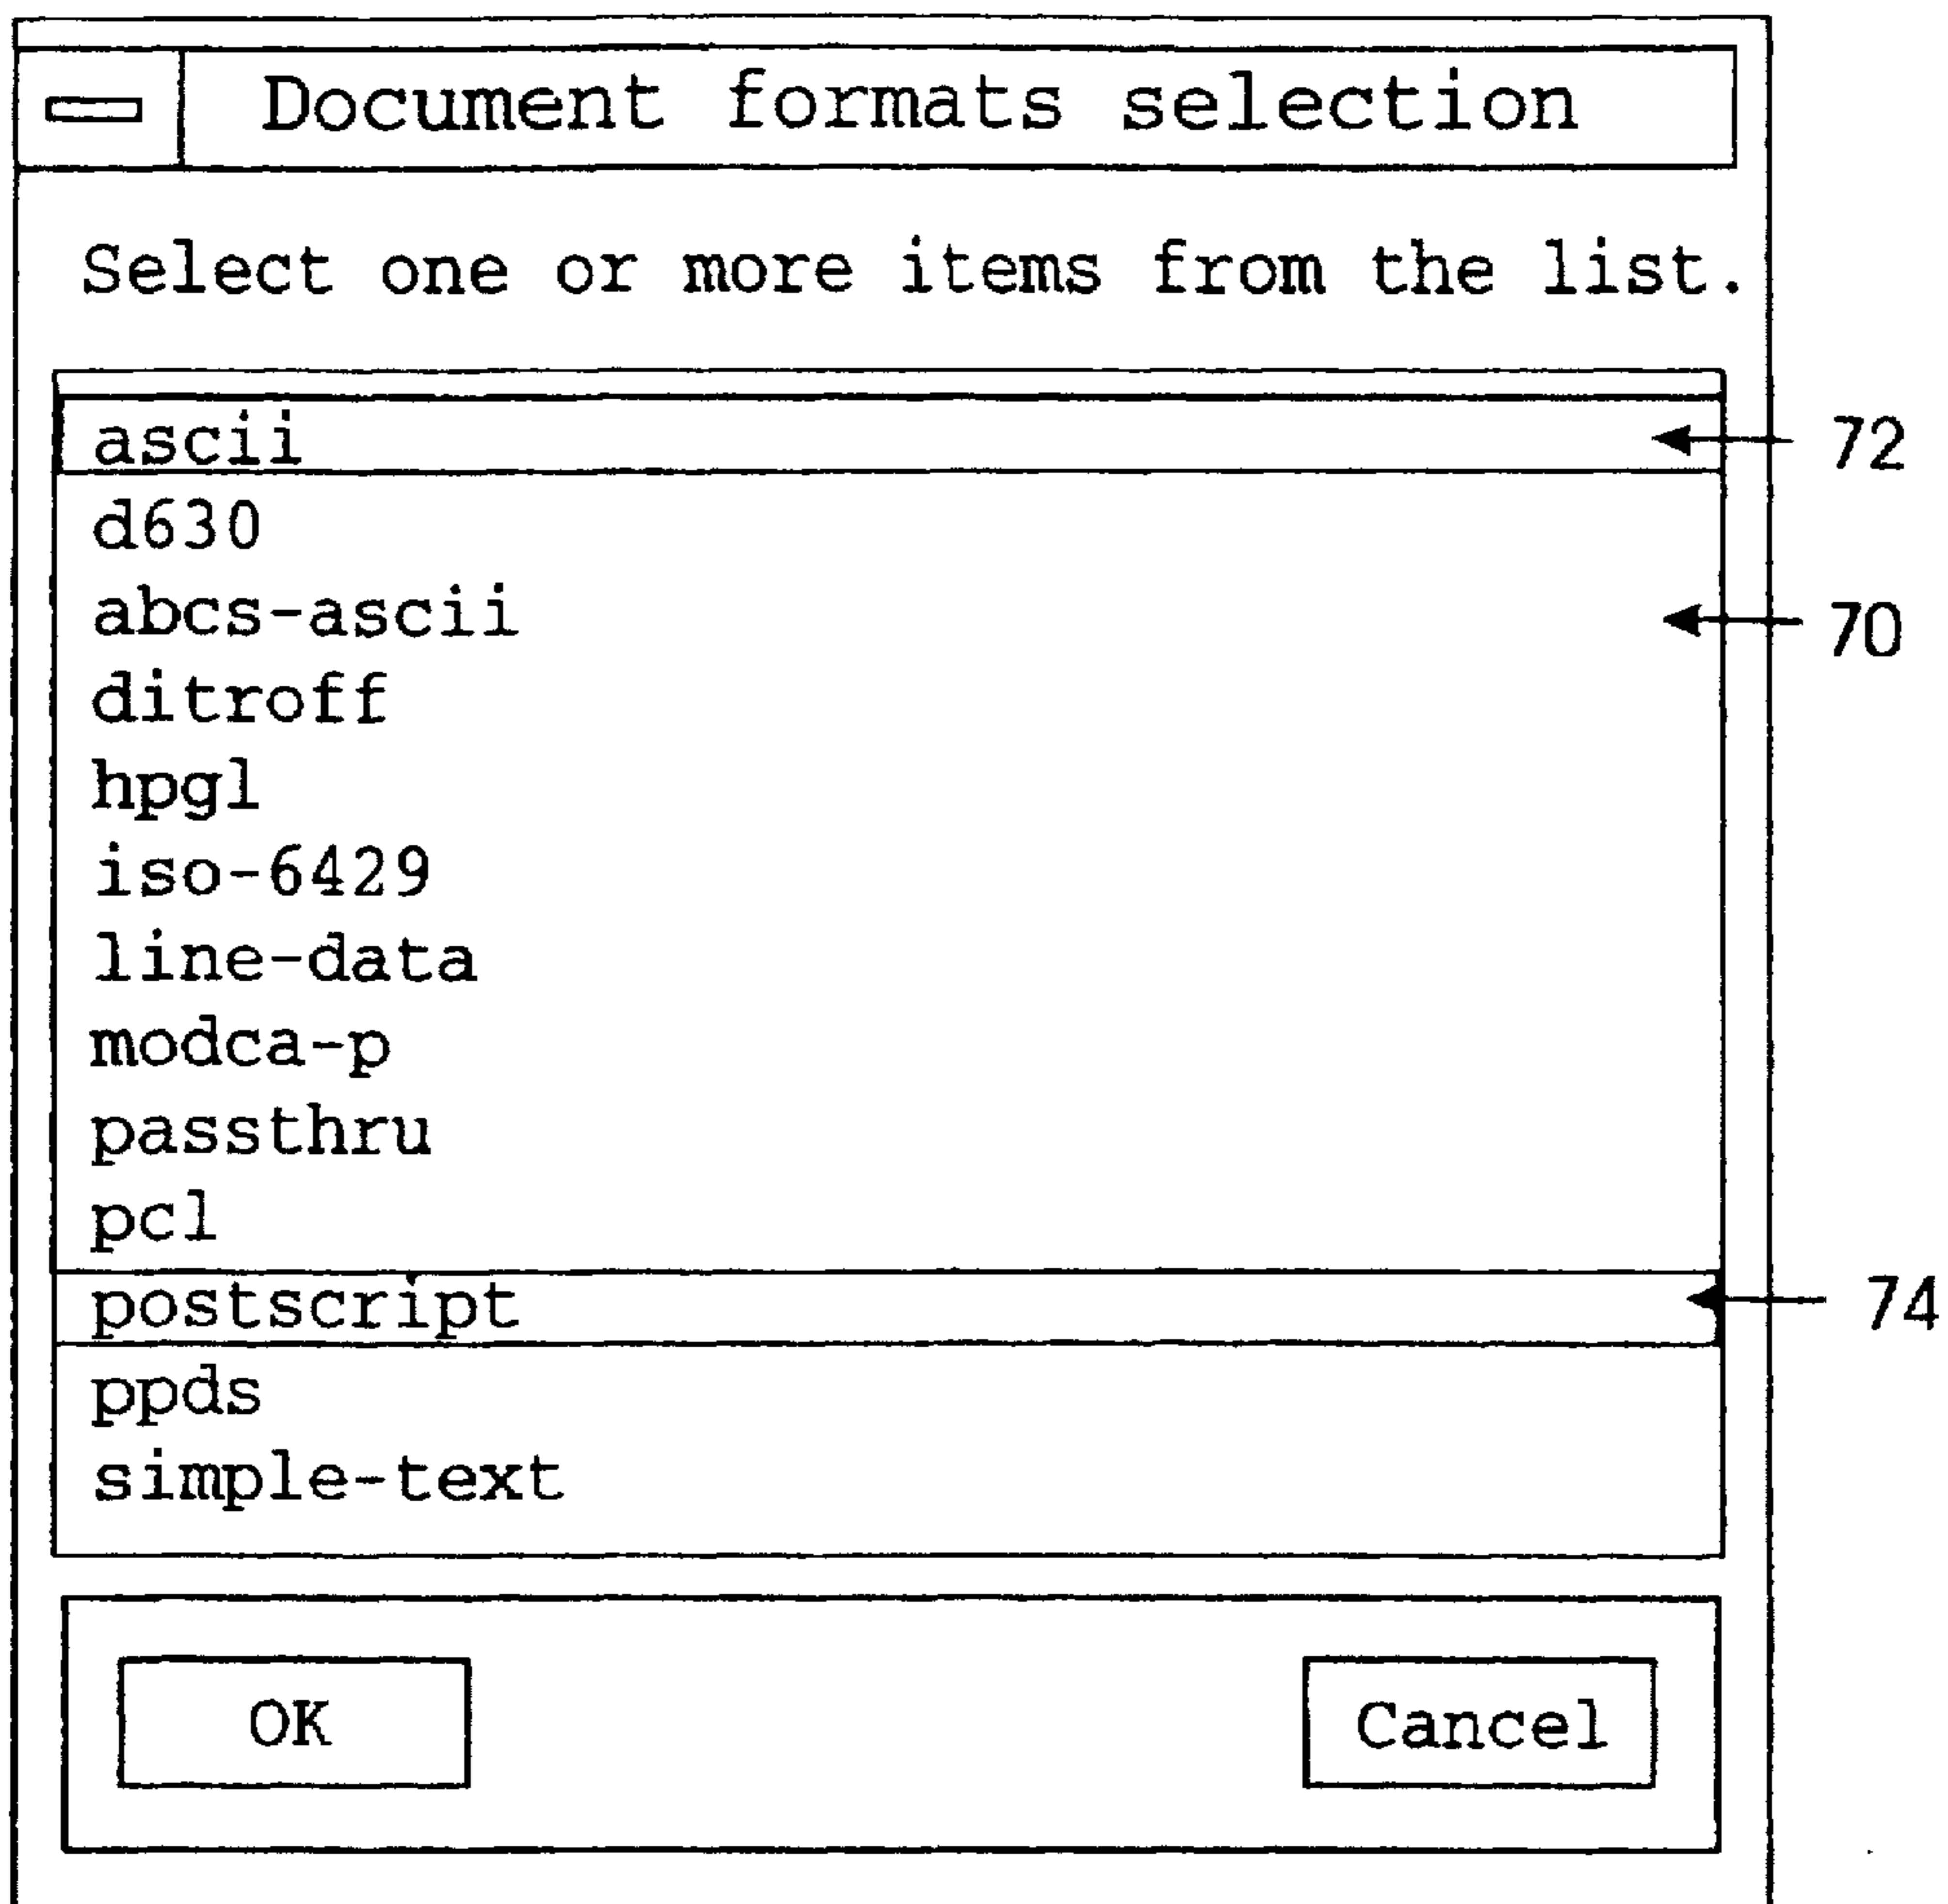 Document formats selection
Select one or more items from the list.
ascii
72
d630
abcs-ascii
70
ditroff
hpgl
iso-6429
line-data
modca-p
passthru
pcl
postscript
74
ppds
simple-text
OK
Cancel